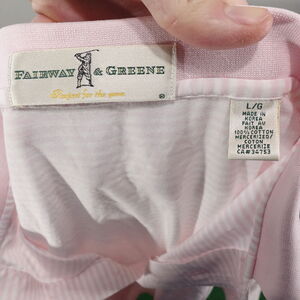 FAIRWAY & GREENE
Perfect for the game.
®
L/G
MADE IN
KOREA
FAIT AU
KOREA
100% COTTON
MERCERIZED/
COTON
MERCERISE
CA#34753